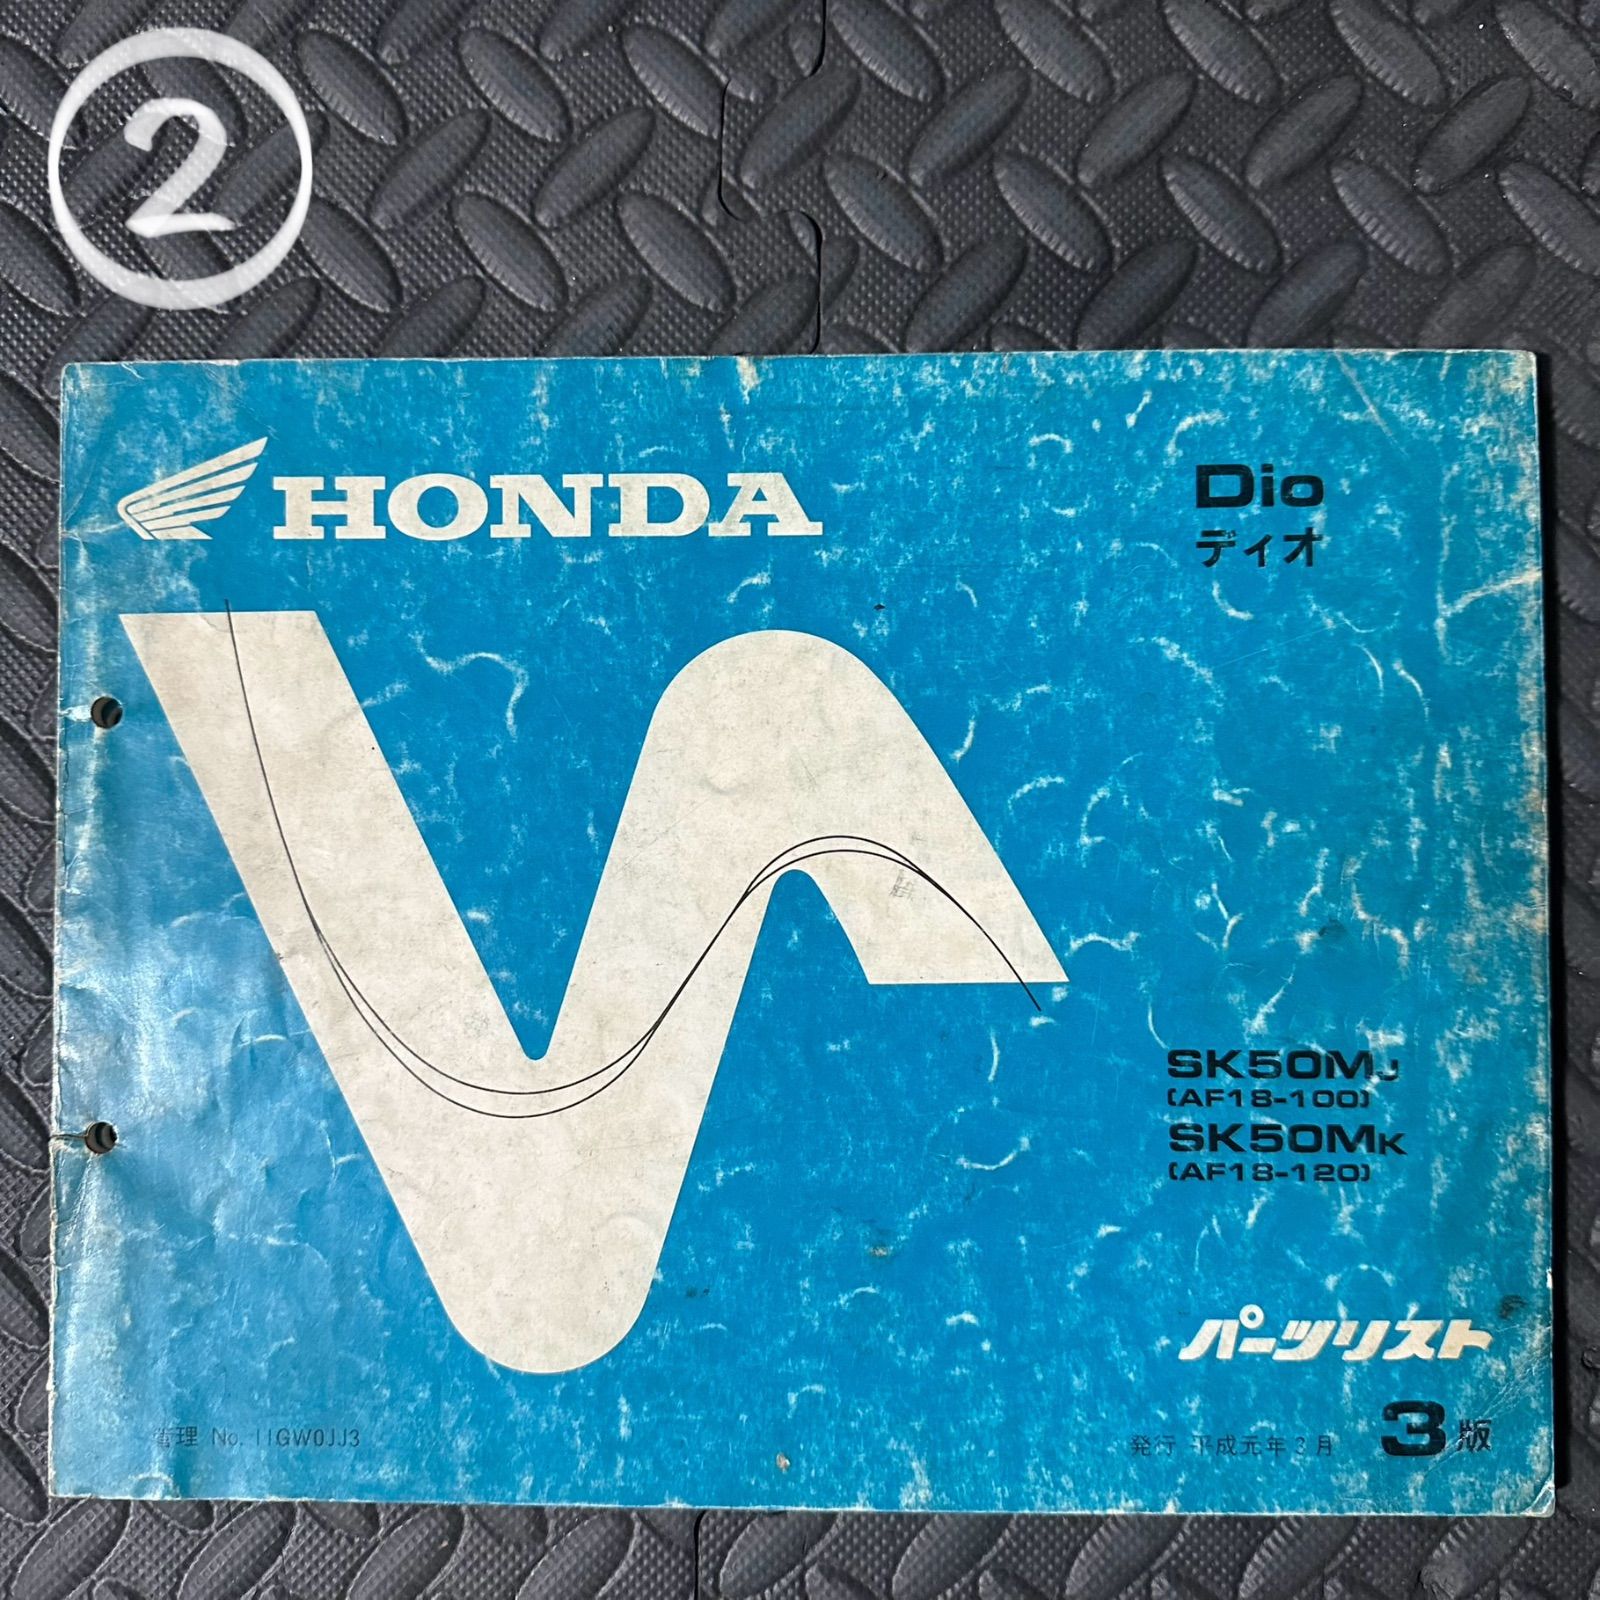 ②
HONDA
Dio
ディオ
SK50MJ
(AF18-100)
SK50MK
(AF18-120)
パーツリスト
管理 No. 11GW0JJ3
発行 平成元年3月
3版